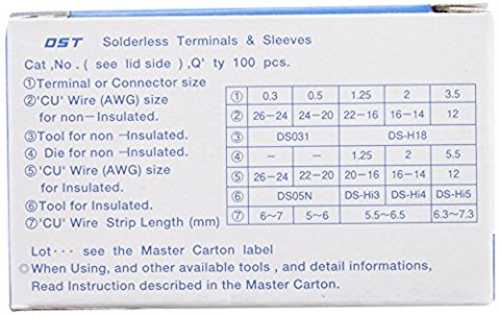 DST Solderless Terminals & Sleeves
Cat,No. ( see lid side ),Q' ty 100 pcs.
①Terminal or Connector size
②'CU' Wire (AWG) size
for non-Insulated.
③Tool for non-Insulated.
④ Die for non-Insulated.
⑤'CU' Wire (AWG) size
for Insulated.
⑥Tool for Insulated.
⑦'CU' Wire Strip Length (mm)
① 0.3 0.5 1.25 2 3.5
② 26-24 24-20 22-16 16-14 12
③ DS031 DS-H18
④ - - 1.25 2 5.5
⑤ 26-24 22-20 20-16 16-14 12
⑥ DS05N DS-Hi3 DS-Hi4 DS-Hi5
⑦ 6~7 5~6 5.5~6.5 6.3~7.3
Lot··· see the Master Carton label
◎When Using, and other available tools , and detail informations,
Read Instruction described in the Master Carton.